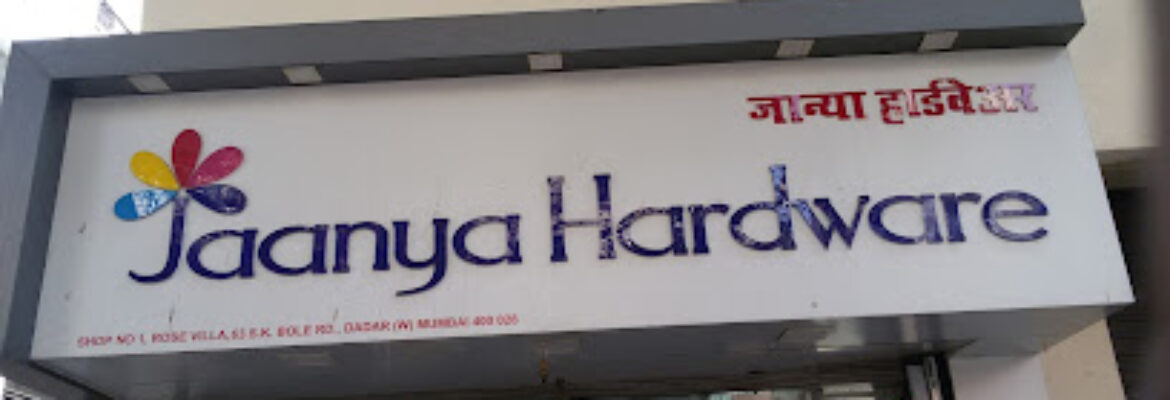 जान्या हार्डवेअर
Jaanya Hardware
SHOP NO 1, ROSE VILLA, 63 S.K. BOLE RD., DADAR (W) MUMBAI-400 028